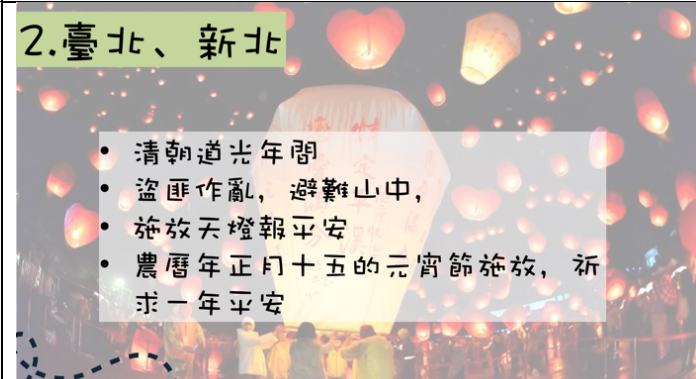 2.臺北、新北
• 清朝道光年間
• 盜匪作亂，避難山中，
• 施放天燈報平安
• 農曆年正月十五的元宵節施放，祈
求一年平安